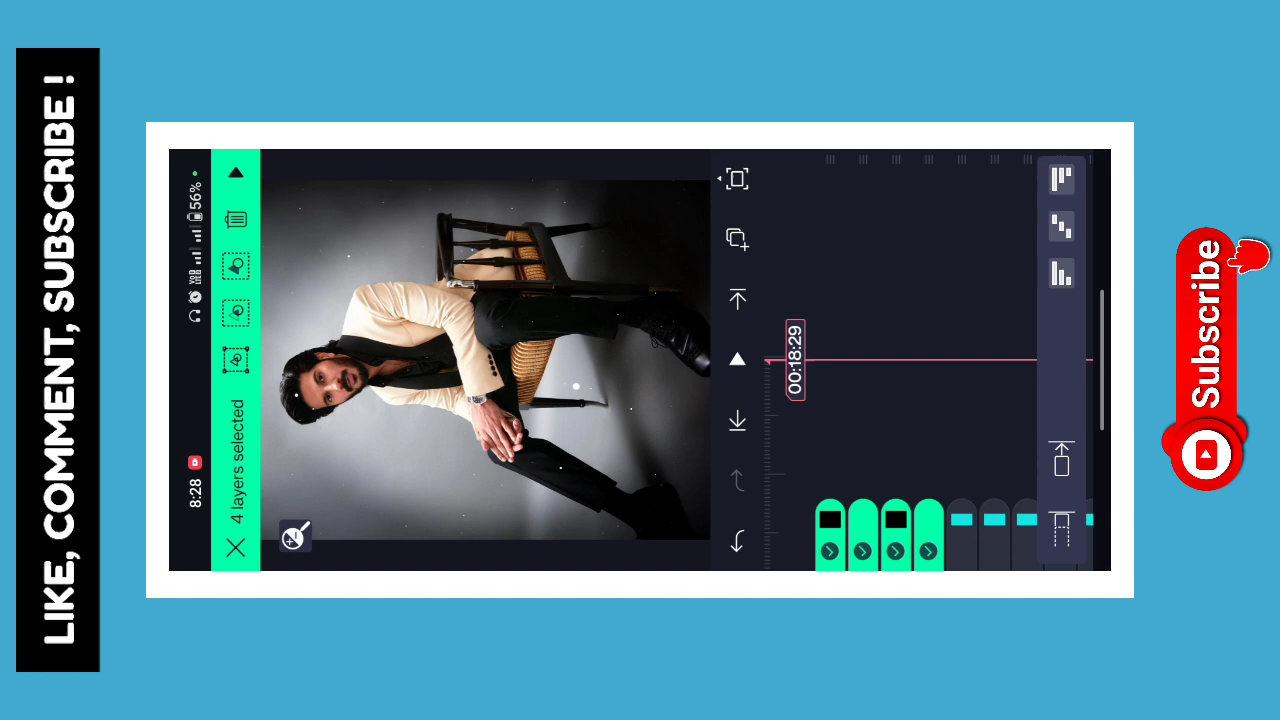 LIKE, COMMENT, SUBSCRIBE !
8:28
56%
4 layers selected
00:18:29
Subscribe